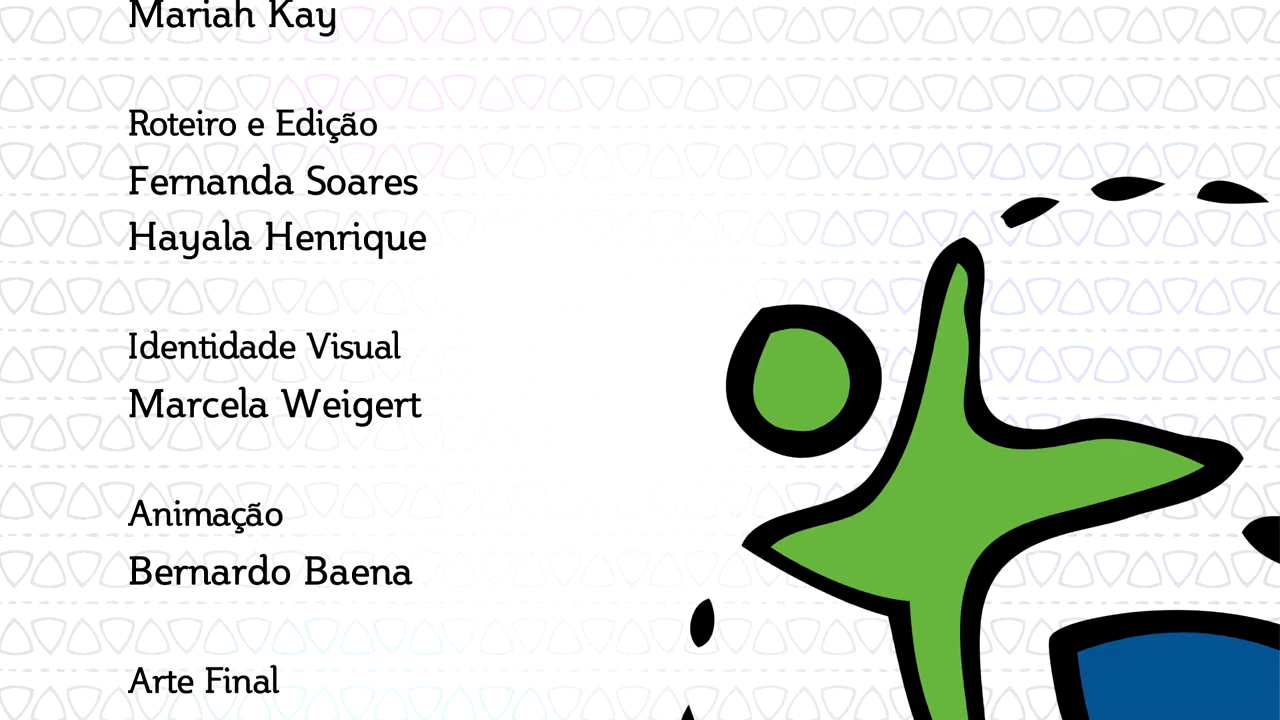 Mariah Kay
Roteiro e Edição
Fernanda Soares
Hayala Henrique
Identidade Visual
Marcela Weigert
Animação
Bernardo Baena
Arte Final